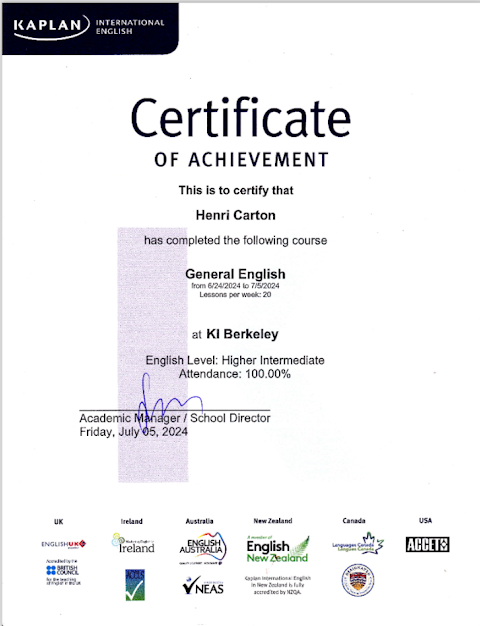 KAPLAN INTERNATIONAL
ENGLISH
Certificate
OF ACHIEVEMENT
This is to certify that
Henri Carton
has completed the following course
General English
from 6/24/2024 to 7/5/2024
Lessons per week: 20
at KI Berkeley
English Level: Higher Intermediate
Attendance: 100.00%
Academic Manager / School Director
Friday, July 05, 2024
UK
Ireland
Australia
New Zealand
Canada
USA
ENGLISH UK
Ireland
ENGLISH
AUSTRALIA
A member of
English
New Zealand
Languages Canada
Langues Canada
ACCET
Accredited by the
BRITISH
COUNCIL
for the teaching
of English in the UK
NEAS
Kaplan International English
in New Zealand is fully
accredited by NZQA.